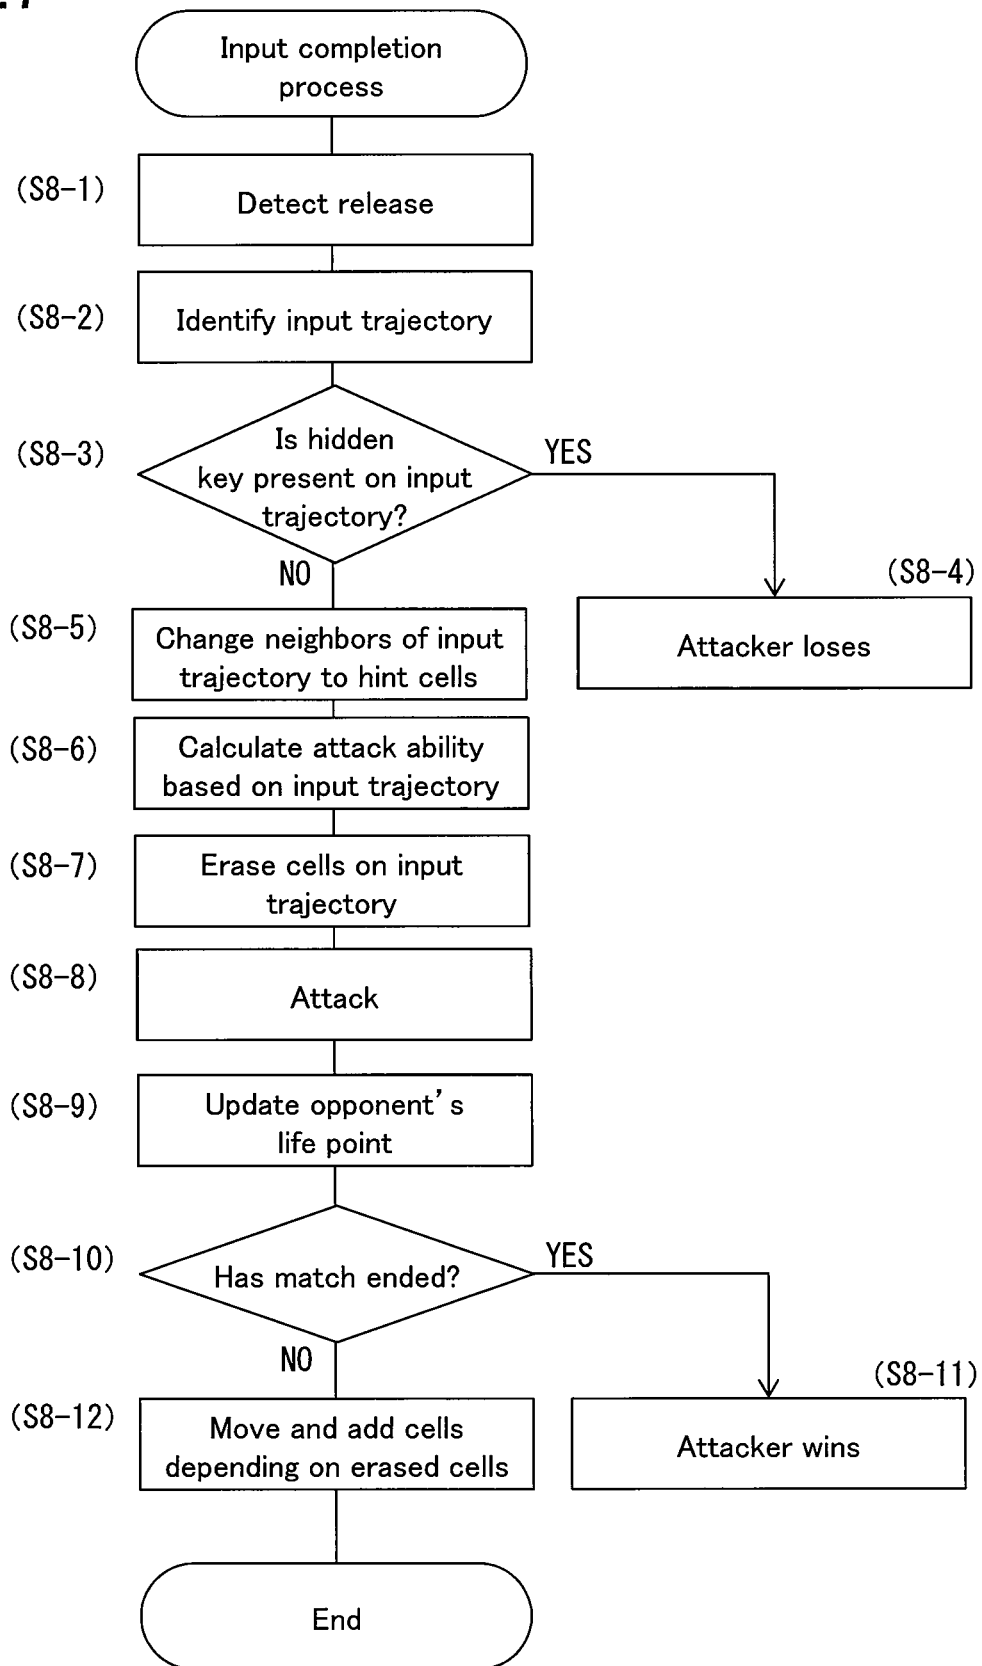 Input completion
process
(S8-1)
Detect release
(S8-2)
Identify input trajectory
(S8-3)
Is hidden
key present on input
trajectory?
YES
NO
(S8-4)
Attacker loses
(S8-5)
Change neighbors of input
trajectory to hint cells
(S8-6)
Calculate attack ability
based on input trajectory
(S8-7)
Erase cells on input
trajectory
(S8-8)
Attack
(S8-9)
Update opponent's
life point
(S8-10)
Has match ended?
YES
NO
(S8-11)
Attacker wins
(S8-12)
Move and add cells
depending on erased cells
End